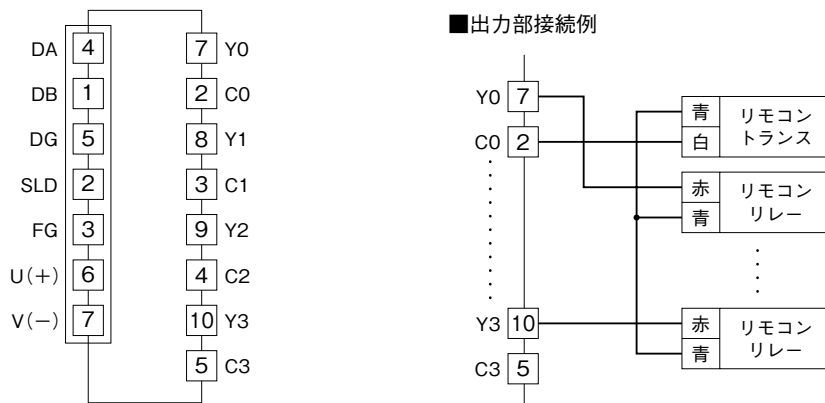 DA 4 7 Y0
DB 1 2 C0
DG 5 8 Y1
SLD 2 3 C1
FG 3 9 Y2
U(+) 6 4 C2
V(−) 7 10 Y3
5 C3
■出力部接続例
Y0 7
C0 2
Y3 10
C3 5
青
白
リモコン
トランス
赤
青
リモコン
リレー
赤
青
リモコン
リレー